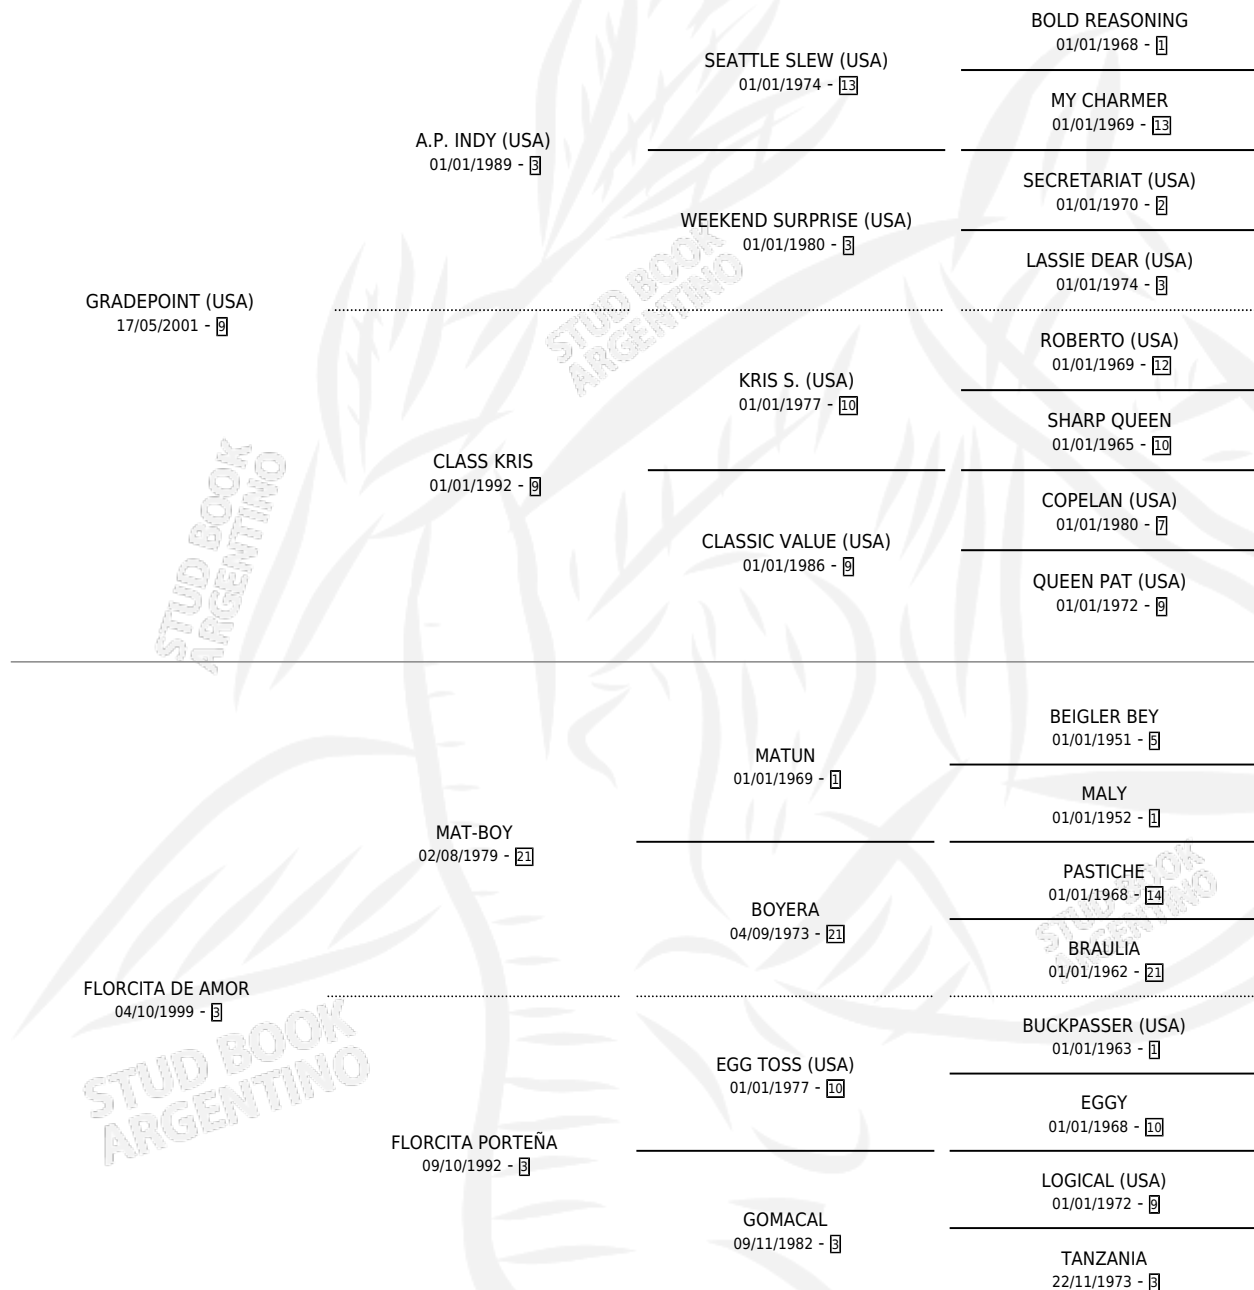 BOLD REASONING
01/01/1968 - 1
SEATTLE SLEW (USA)
01/01/1974 - 13
MY CHARMER
01/01/1969 - 13
A.P. INDY (USA)
01/01/1989 - 3
SECRETARIAT (USA)
01/01/1970 - 2
WEEKEND SURPRISE (USA)
01/01/1980 - 3
LASSIE DEAR (USA)
01/01/1974 - 3
GRADEPOINT (USA)
17/05/2001 - 9
STUD BOOK
ARGENTINO
ROBERTO (USA)
01/01/1969 - 12
KRIS S. (USA)
01/01/1977 - 10
SHARP QUEEN
01/01/1965 - 10
CLASS KRIS
01/01/1992 - 9
COPELAN (USA)
01/01/1980 - 7
CLASSIC VALUE (USA)
01/01/1986 - 9
QUEEN PAT (USA)
01/01/1972 - 9
STUD BOOK
ARGENTINO
BEIGLER BEY
01/01/1951 - 5
MATUN
01/01/1969 - 1
MALY
01/01/1952 - 1
MAT-BOY
02/08/1979 - 21
PASTICHE
01/01/1968 - 14
BOYERA
04/09/1973 - 21
BRAULIA
01/01/1962 - 21
STUD BOOK
ARGENTINO
FLORCITA DE AMOR
04/10/1999 - 3
BUCKPASSER (USA)
01/01/1963 - 1
EGG TOSS (USA)
01/01/1977 - 10
EGGY
01/01/1968 - 10
STUD BOOK
ARGENTINO
FLORCITA PORTEÑA
09/10/1992 - 3
LOGICAL (USA)
01/01/1972 - 9
GOMACAL
09/11/1982 - 3
TANZANIA
22/11/1973 - 3